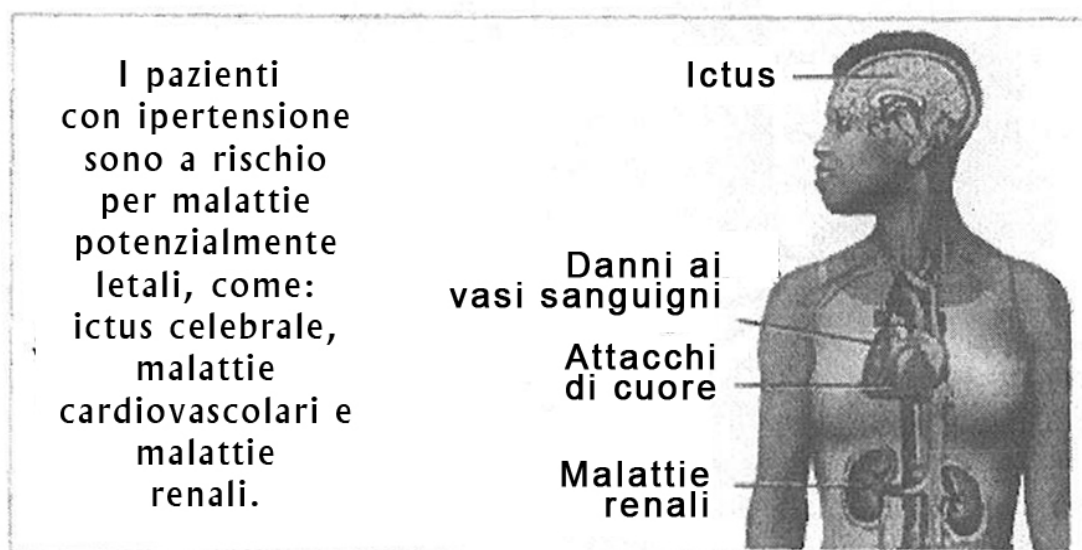 I pazienti
con ipertensione
sono a rischio
per malattie
potenzialmente
letali, come:
ictus celebrale,
malattie
cardiovascolari e
malattie
renali.
Ictus
Danni ai
vasi sanguigni
Attacchi
di cuore
Malattie
renali